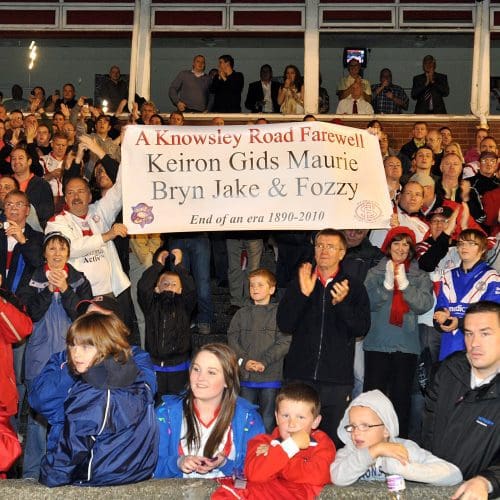 A Knowsley Road Farewell
Keiron Gids Maurie
Bryn Jake & Fozzy
End of an era 1890-2010